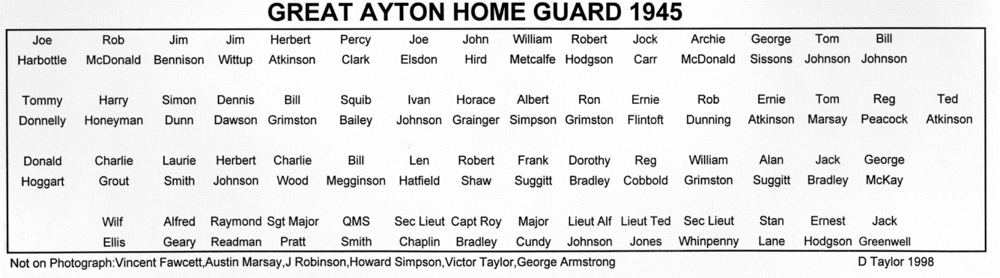 GREAT AYTON HOME GUARD 1945
Joe Rob Jim Jim Herbert Percy Joe John William Robert Jock Archie George Tom Bill
Harbottle McDonald Bennison Wittup Atkinson Clark Elsdon Hird Metcalfe Hodgson Carr McDonald Sissons Johnson Johnson
Tommy Harry Simon Dennis Bill Squib Ivan Horace Albert Ron Ernie Rob Ernie Tom Reg Ted
Donnelly Honeyman Dunn Dawson Grimston Bailey Johnson Grainger Simpson Grimston Flintoft Dunning Atkinson Marsay Peacock Atkinson
Donald Charlie Laurie Herbert Charlie Bill Len Robert Frank Dorothy Reg William Alan Jack George
Hoggart Grout Smith Johnson Wood Megginson Hatfield Shaw Suggitt Bradley Cobbold Grimston Suggitt Bradley McKay
Wilf Alfred Raymond Sgt Major QMS Sec Lieut Capt Roy Major Lieut Alf Lieut Ted Sec Lieut Stan Ernest Jack
Ellis Geary Readman Pratt Smith Chaplin Bradley Cundy Johnson Jones Whinpenny Lane Hodgson Greenwell
Not on Photograph:Vincent Fawcett,Austin Marsay,J Robinson,Howard Simpson,Victor Taylor,George Armstrong D Taylor 1998